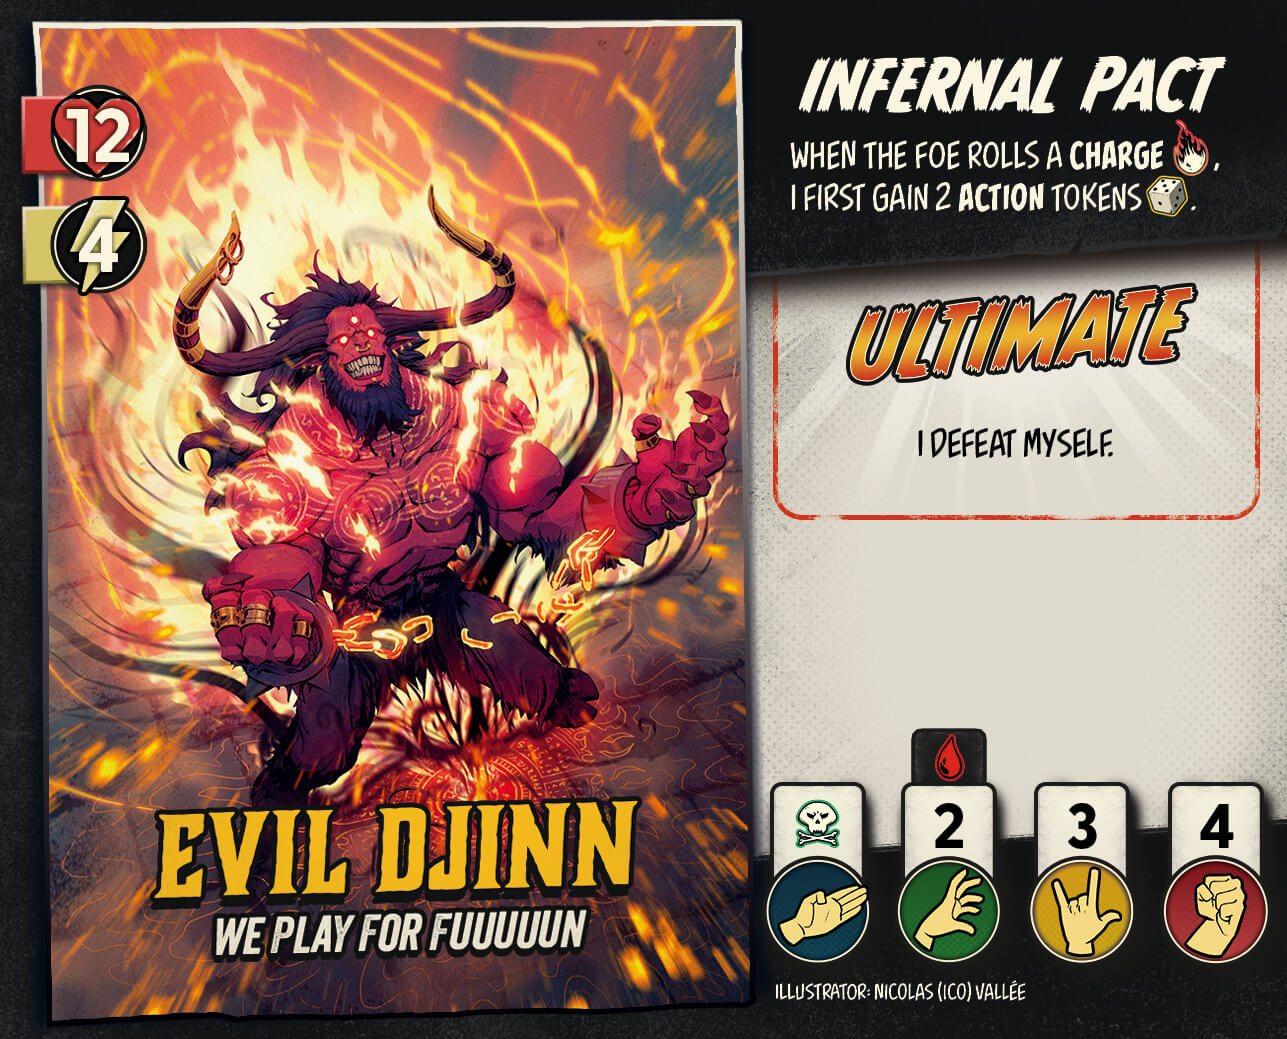 12
4
INFERNAL PACT
WHEN THE FOE ROLLS A CHARGE ,
I FIRST GAIN 2 ACTION TOKENS .
ULTIMATE
I DEFEAT MYSELF.
EVIL DJINN
WE PLAY FOR FUUUUUN
2 3 4
ILLUSTRATOR: NICOLAS (ICO) VALLÉE